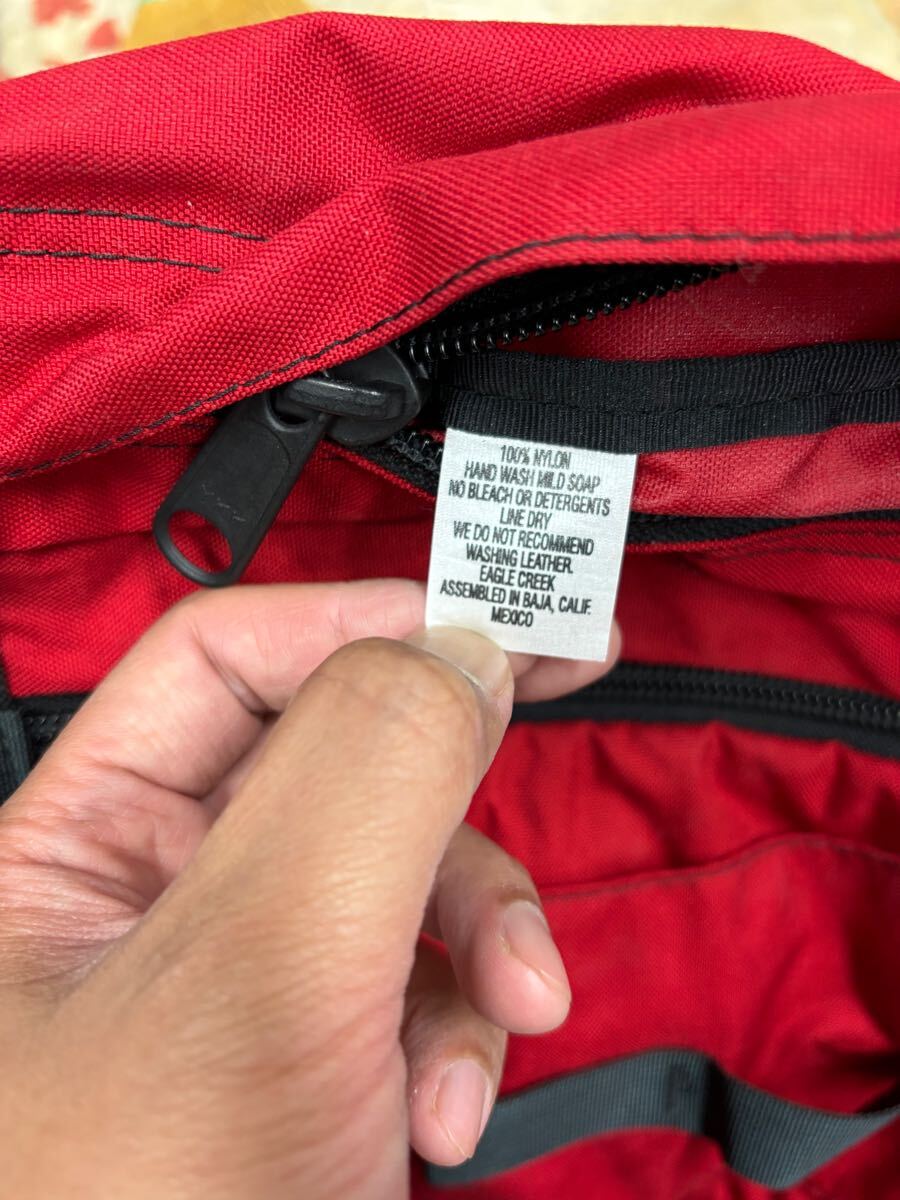 100% NYLON
HAND WASH MILD SOAP
NO BLEACH OR DETERGENTS
LINE DRY
WE DO NOT RECOMMEND
WASHING LEATHER.
EAGLE CREEK
ASSEMBLED IN BAJA, CALIF.
MEXICO